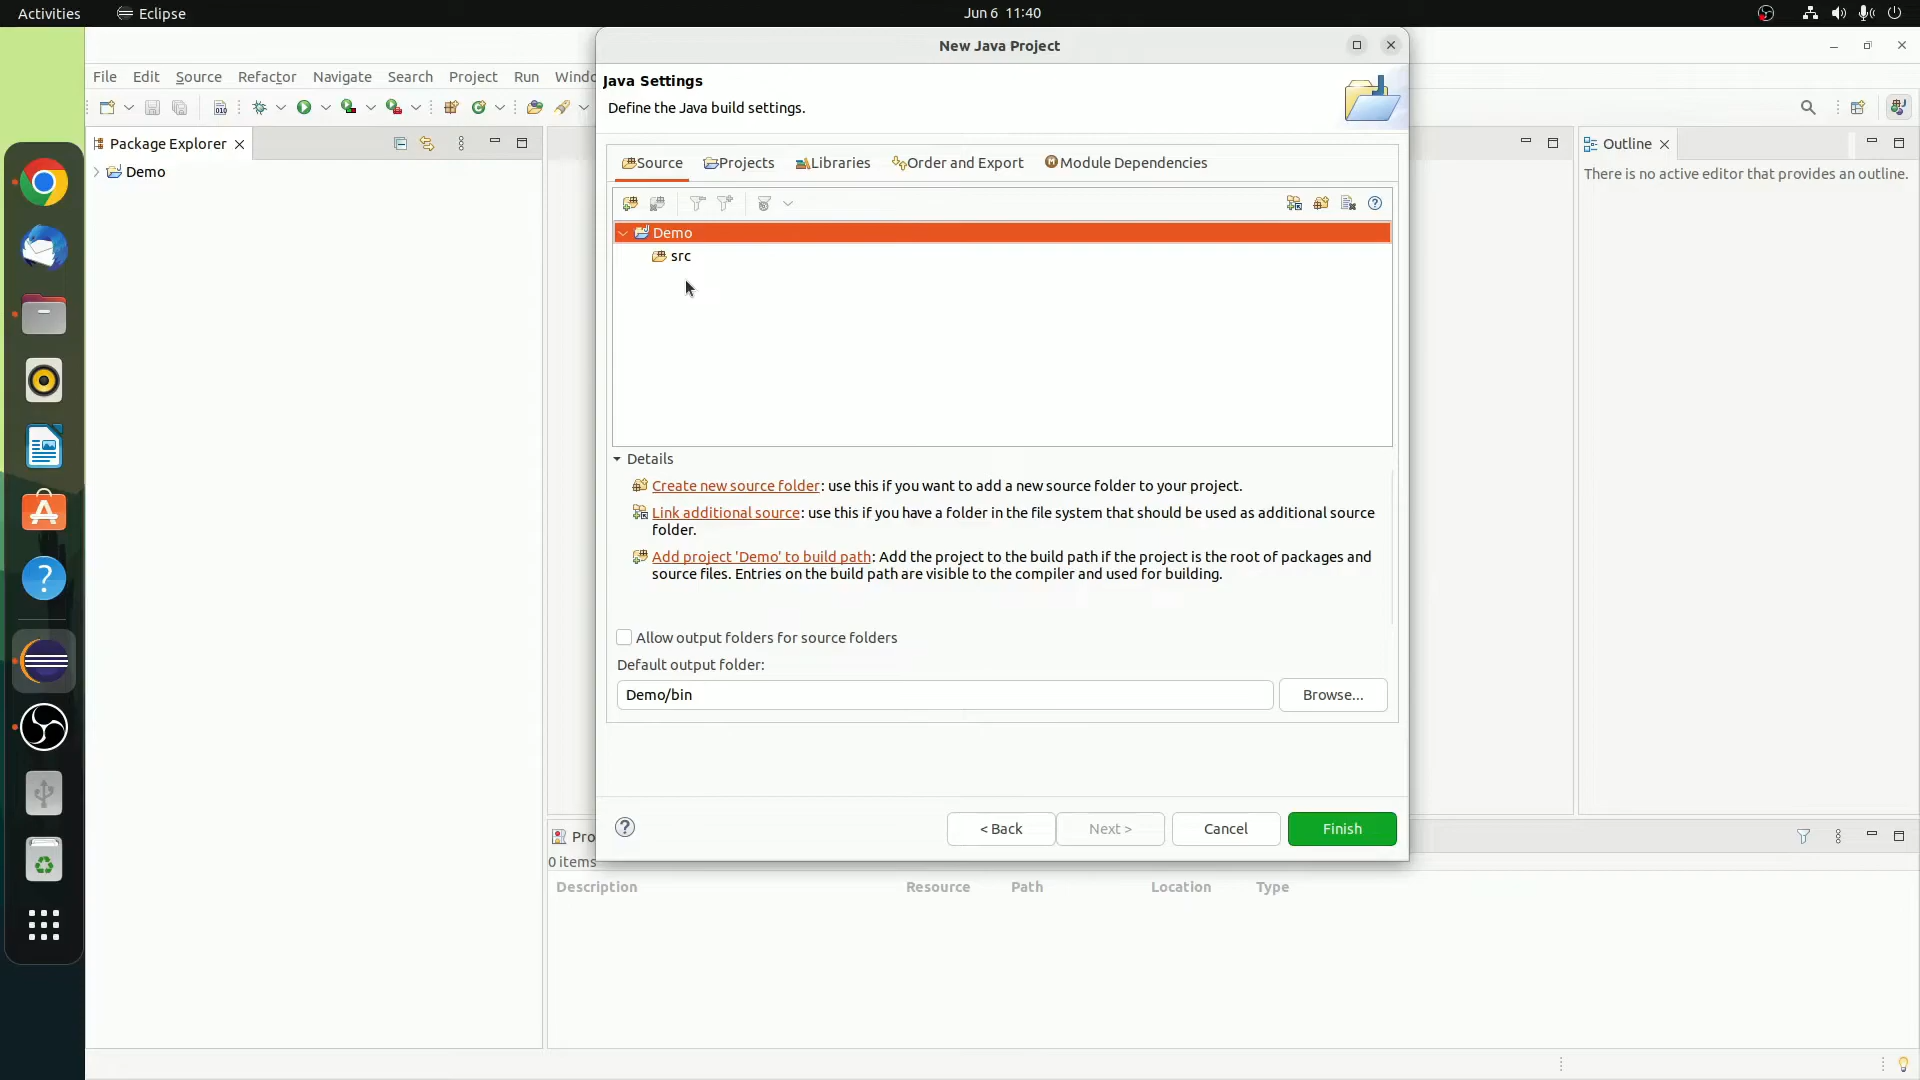 Activities
Eclipse
Jun 6 11:40
New Java Project
File Edit Source Refactor Navigate Search Project Run
Java Settings
Define the Java build settings.
Package Explorer
Demo
Source Projects Libraries Order and Export Module Dependencies
Outline
There is no active editor that provides an outline.
Demo
src
Details
Create new source folder: use this if you want to add a new source folder to your project.
Link additional source: use this if you have a folder in the file system that should be used as additional source
folder.
Add project 'Demo' to build path: Add the project to the build path if the project is the root of packages and
source files. Entries on the build path are visible to the compiler and used for building.
Allow output folders for source folders
Default output folder:
Demo/bin
Browse...
< Back
Next >
Cancel
Finish
0 items
Description Resource Path Location Type